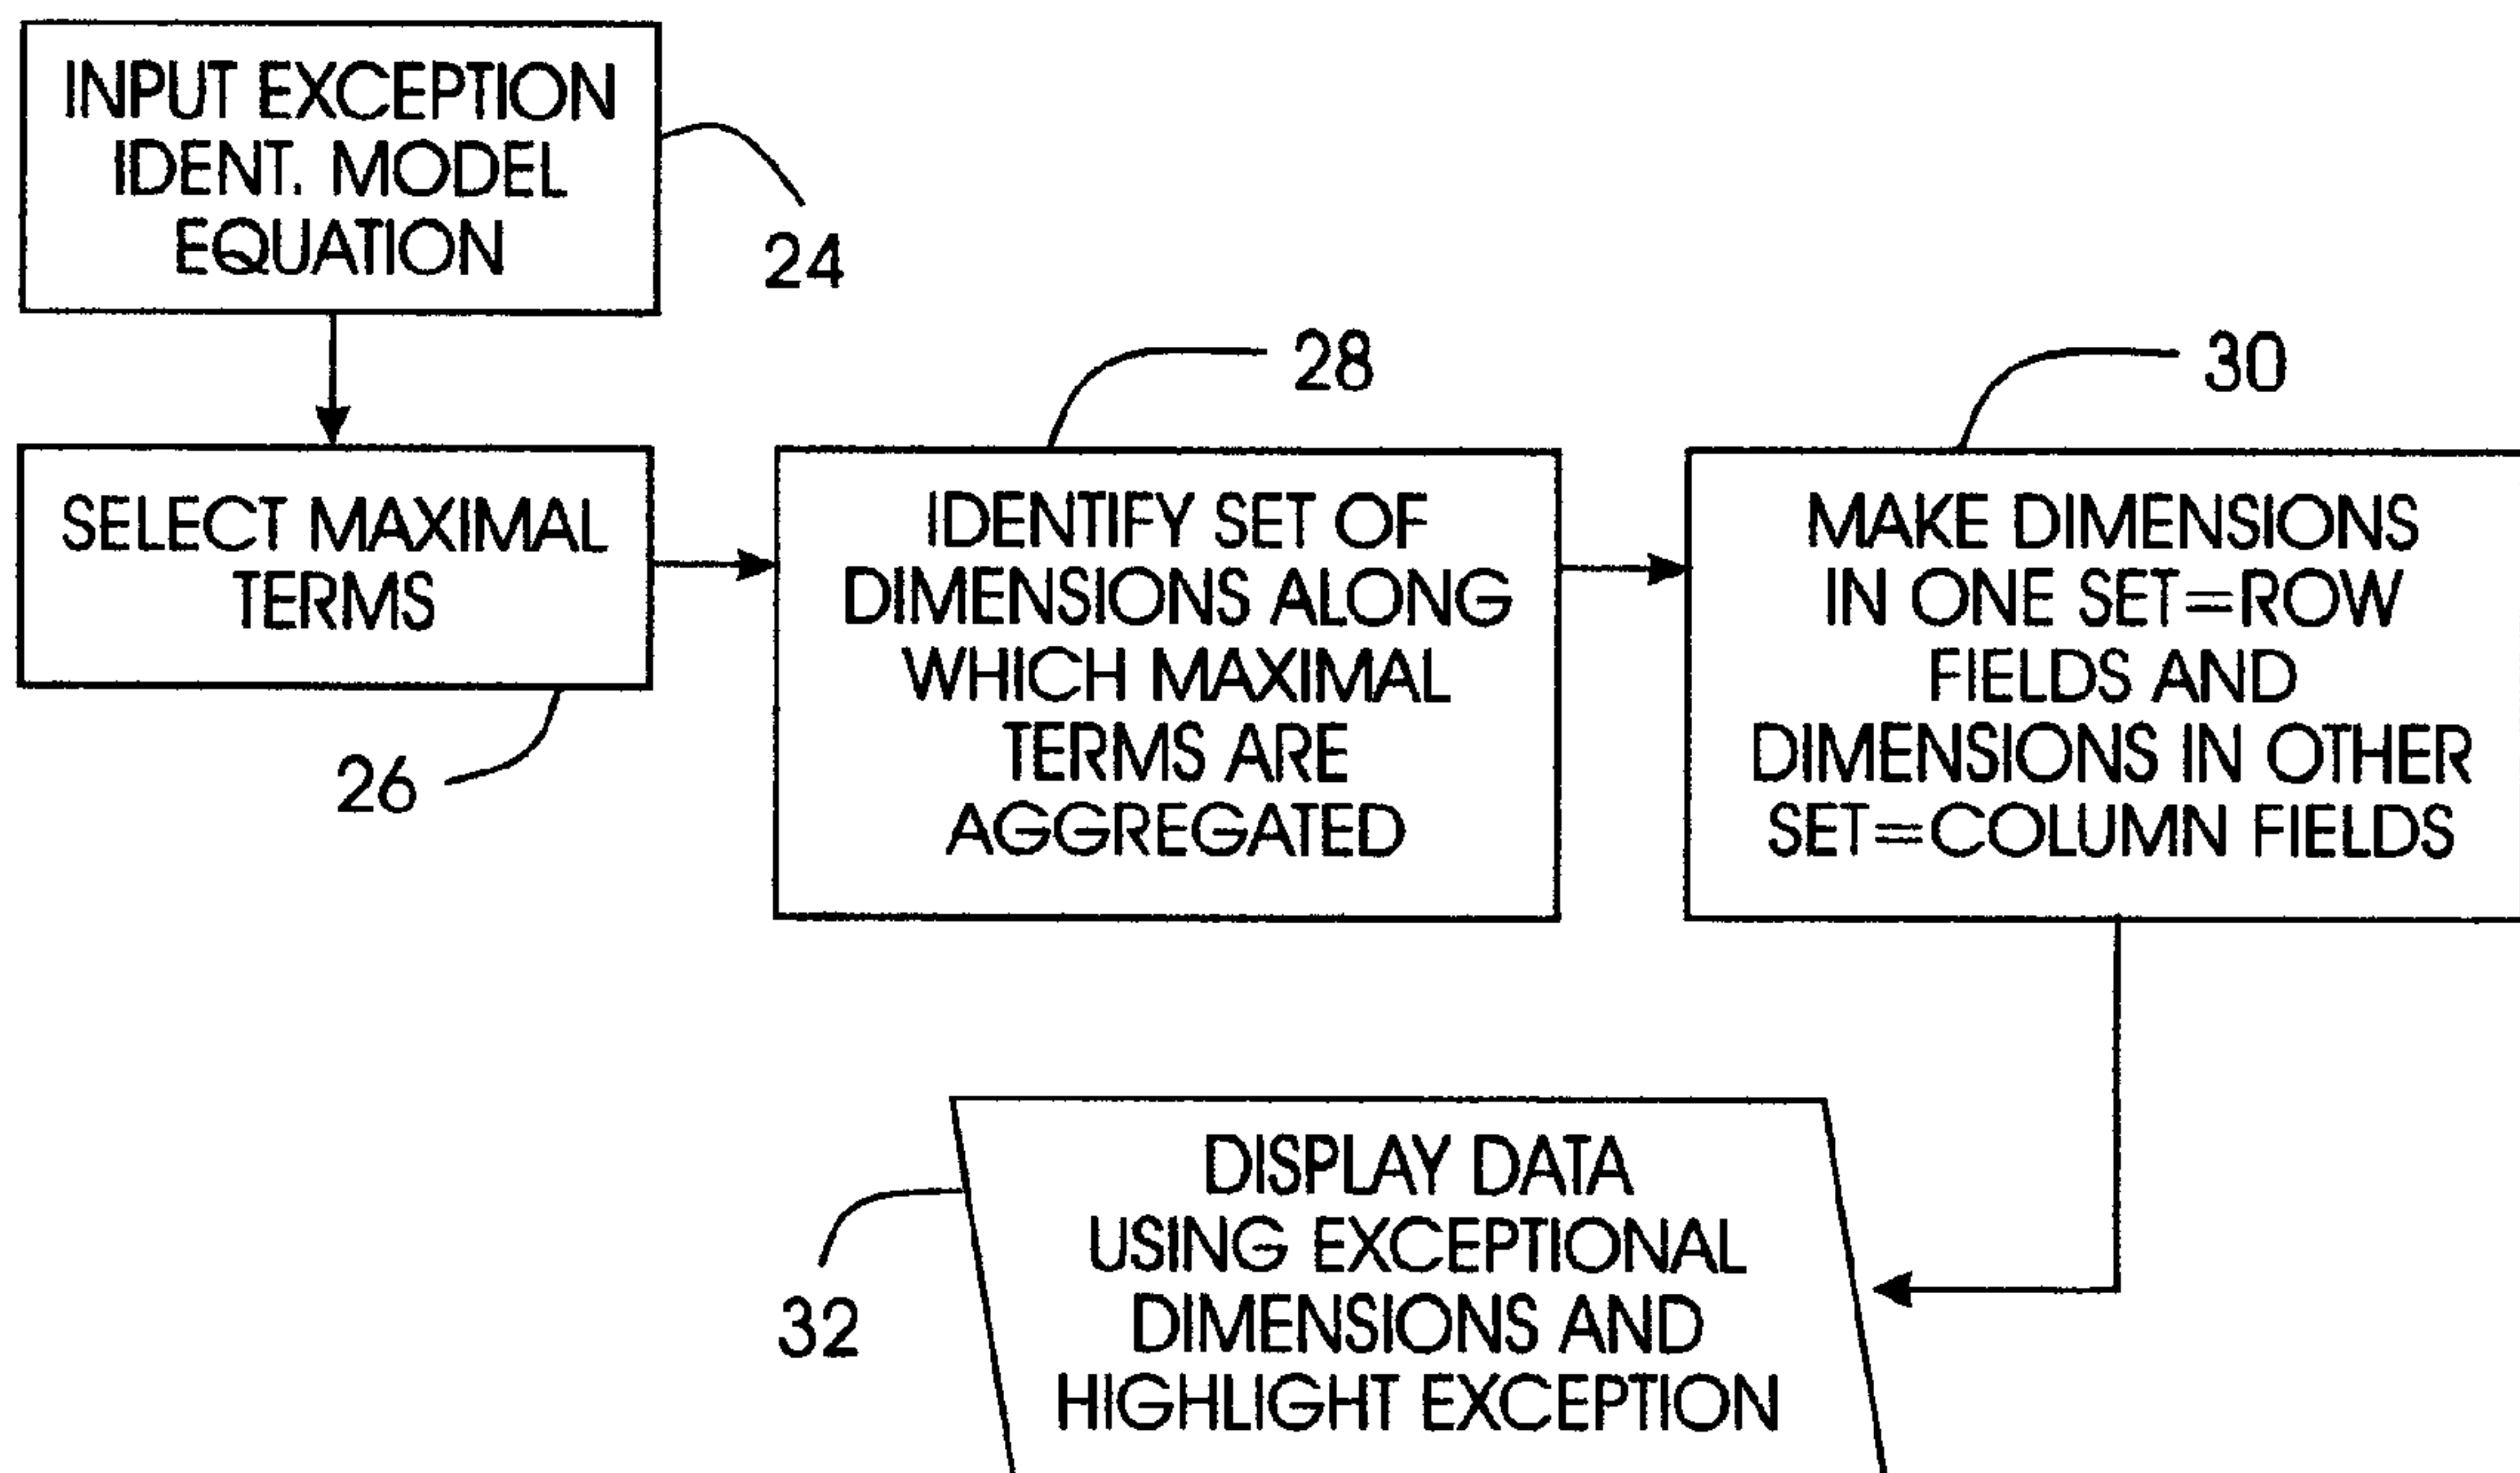 INPUT EXCEPTION
IDENT. MODEL
EQUATION
24
SELECT MAXIMAL
TERMS
26
28
IDENTIFY SET OF
DIMENSIONS ALONG
WHICH MAXIMAL
TERMS ARE
AGGREGATED
30
MAKE DIMENSIONS
IN ONE SET=ROW
FIELDS AND
DIMENSIONS IN OTHER
SET=COLUMN FIELDS
32
DISPLAY DATA
USING EXCEPTIONAL
DIMENSIONS AND
HIGHLIGHT EXCEPTION